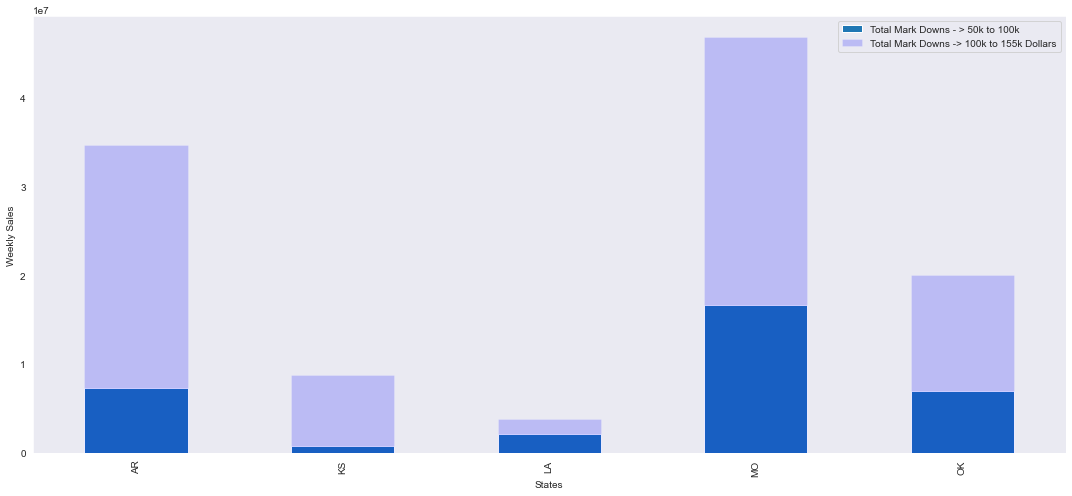 1e7
Total Mark Downs - > 50k to 100k
Total Mark Downs -> 100k to 155k Dollars
4
3
2
1
0
Weekly Sales
AR
KS
LA
MO
OK
States